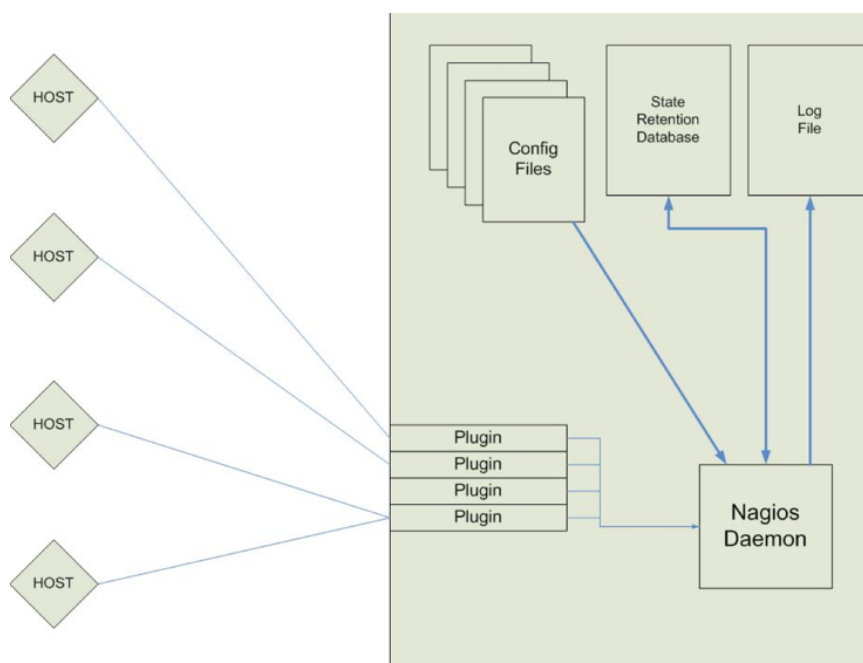 HOST
HOST
HOST
HOST
Config
Files
State
Retention
Database
Log
File
Plugin
Plugin
Plugin
Plugin
Nagios
Daemon